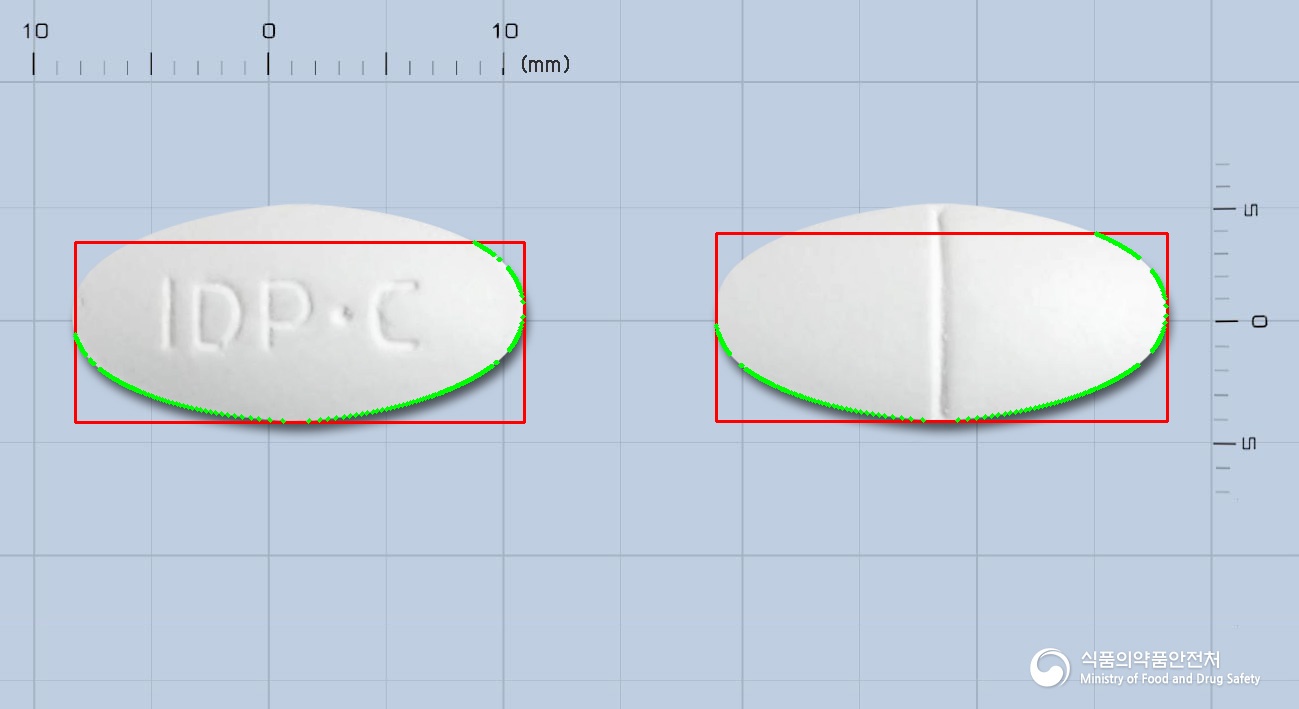 10 0 10
(mm)
IDP·C
5
0
5
식품의약품안전처
Ministry of Food and Drug Safety